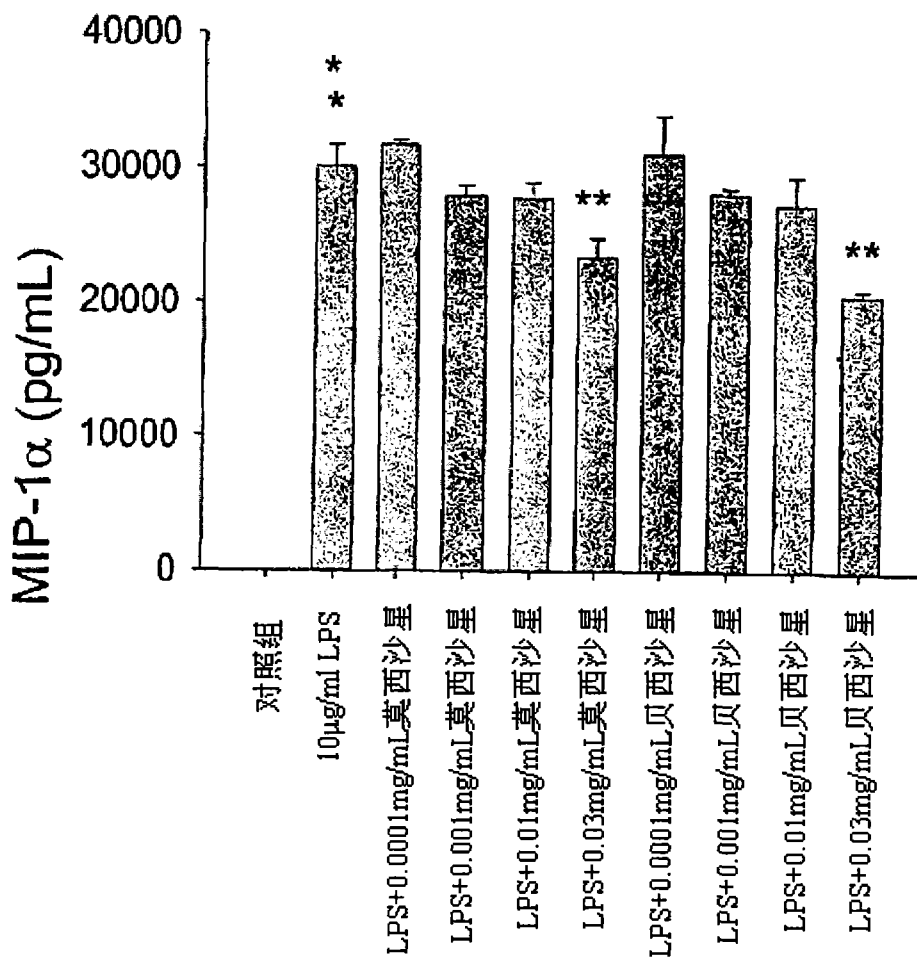 MIP-1α (pg/mL)
40000
30000
20000
10000
0
*
*
**
**
对照组
10μg/ml LPS
LPS+0.0001mg/mL莫西沙星
LPS+0.001mg/mL莫西沙星
LPS+0.01mg/mL莫西沙星
LPS+0.03mg/mL莫西沙星
LPS+0.0001mg/mL贝西沙星
LPS+0.001mg/mL贝西沙星
LPS+0.01mg/mL贝西沙星
LPS+0.03mg/mL贝西沙星